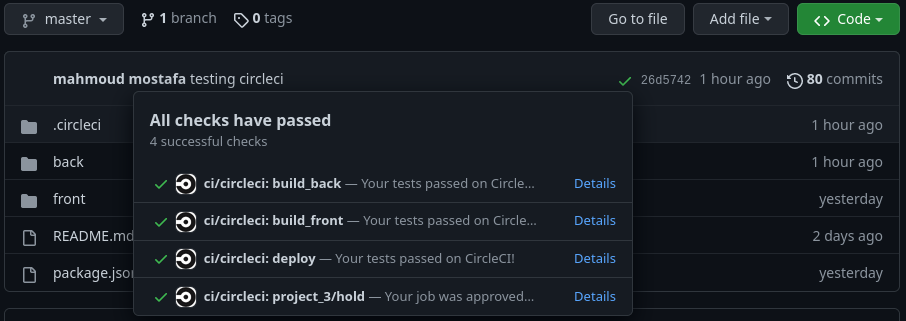 master 1 branch 0 tags Go to file Add file Code
mahmoud mostafa testing circleci 26d5742 1 hour ago 80 commits
All checks have passed
4 successful checks
.circleci 1 hour ago
back 1 hour ago
ci/circleci: build_back — Your tests passed on Circle... Details
front yesterday
ci/circleci: build_front — Your tests passed on Circle... Details
README.md 2 days ago
ci/circleci: deploy — Your tests passed on CircleCI! Details
package.jso yesterday
ci/circleci: project_3/hold — Your job was approved... Details